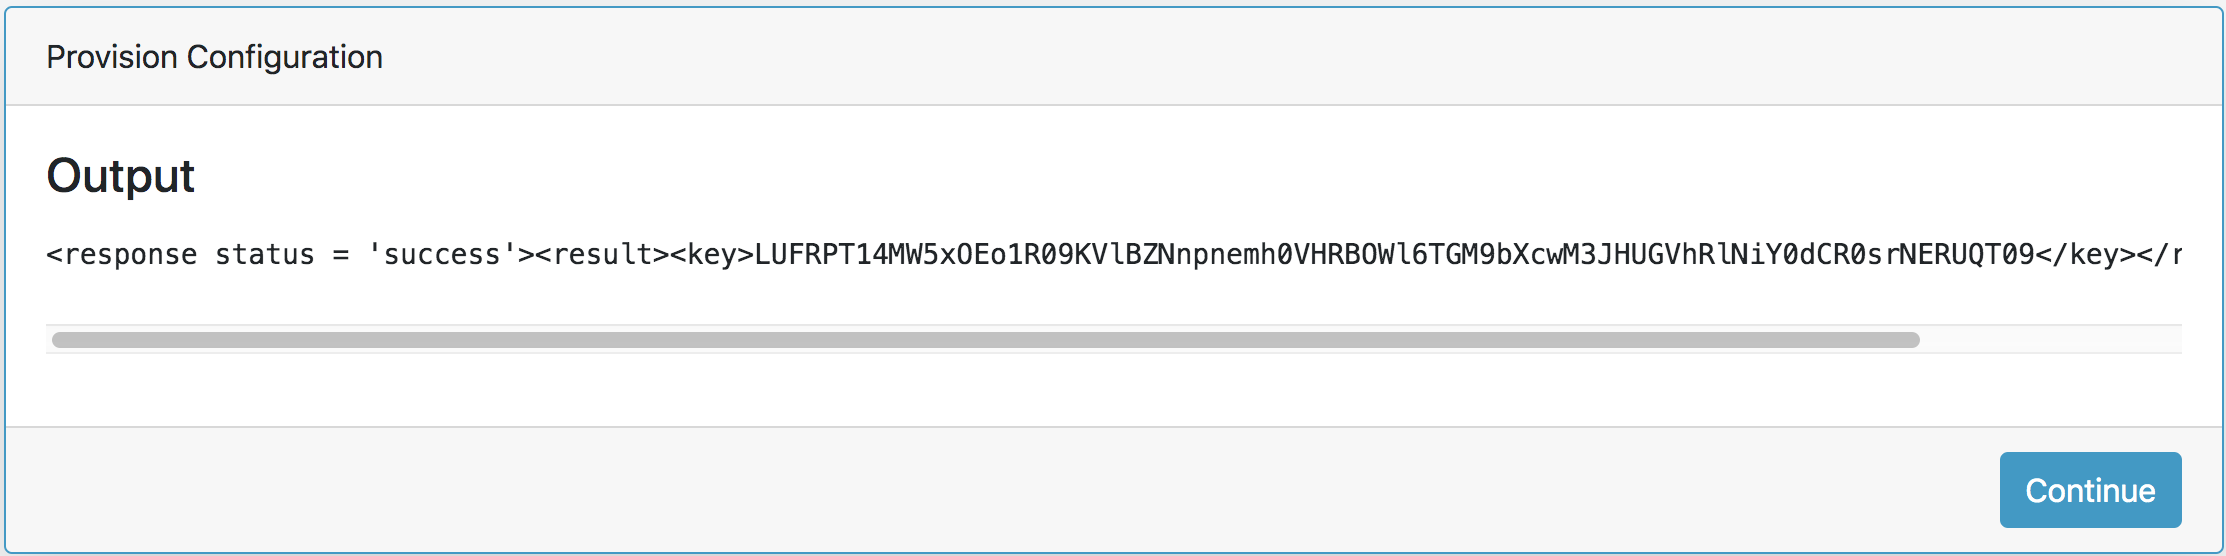 Provision Configuration
Output
<response status = 'success'><result><key>LUFRPT14MW5xOEo1R09KVlBZNnpnemh0VHRBOWl6TGM9bXcwM3JHUGVhRlNiY0dCR0srNERUQT09</key></r
Continue